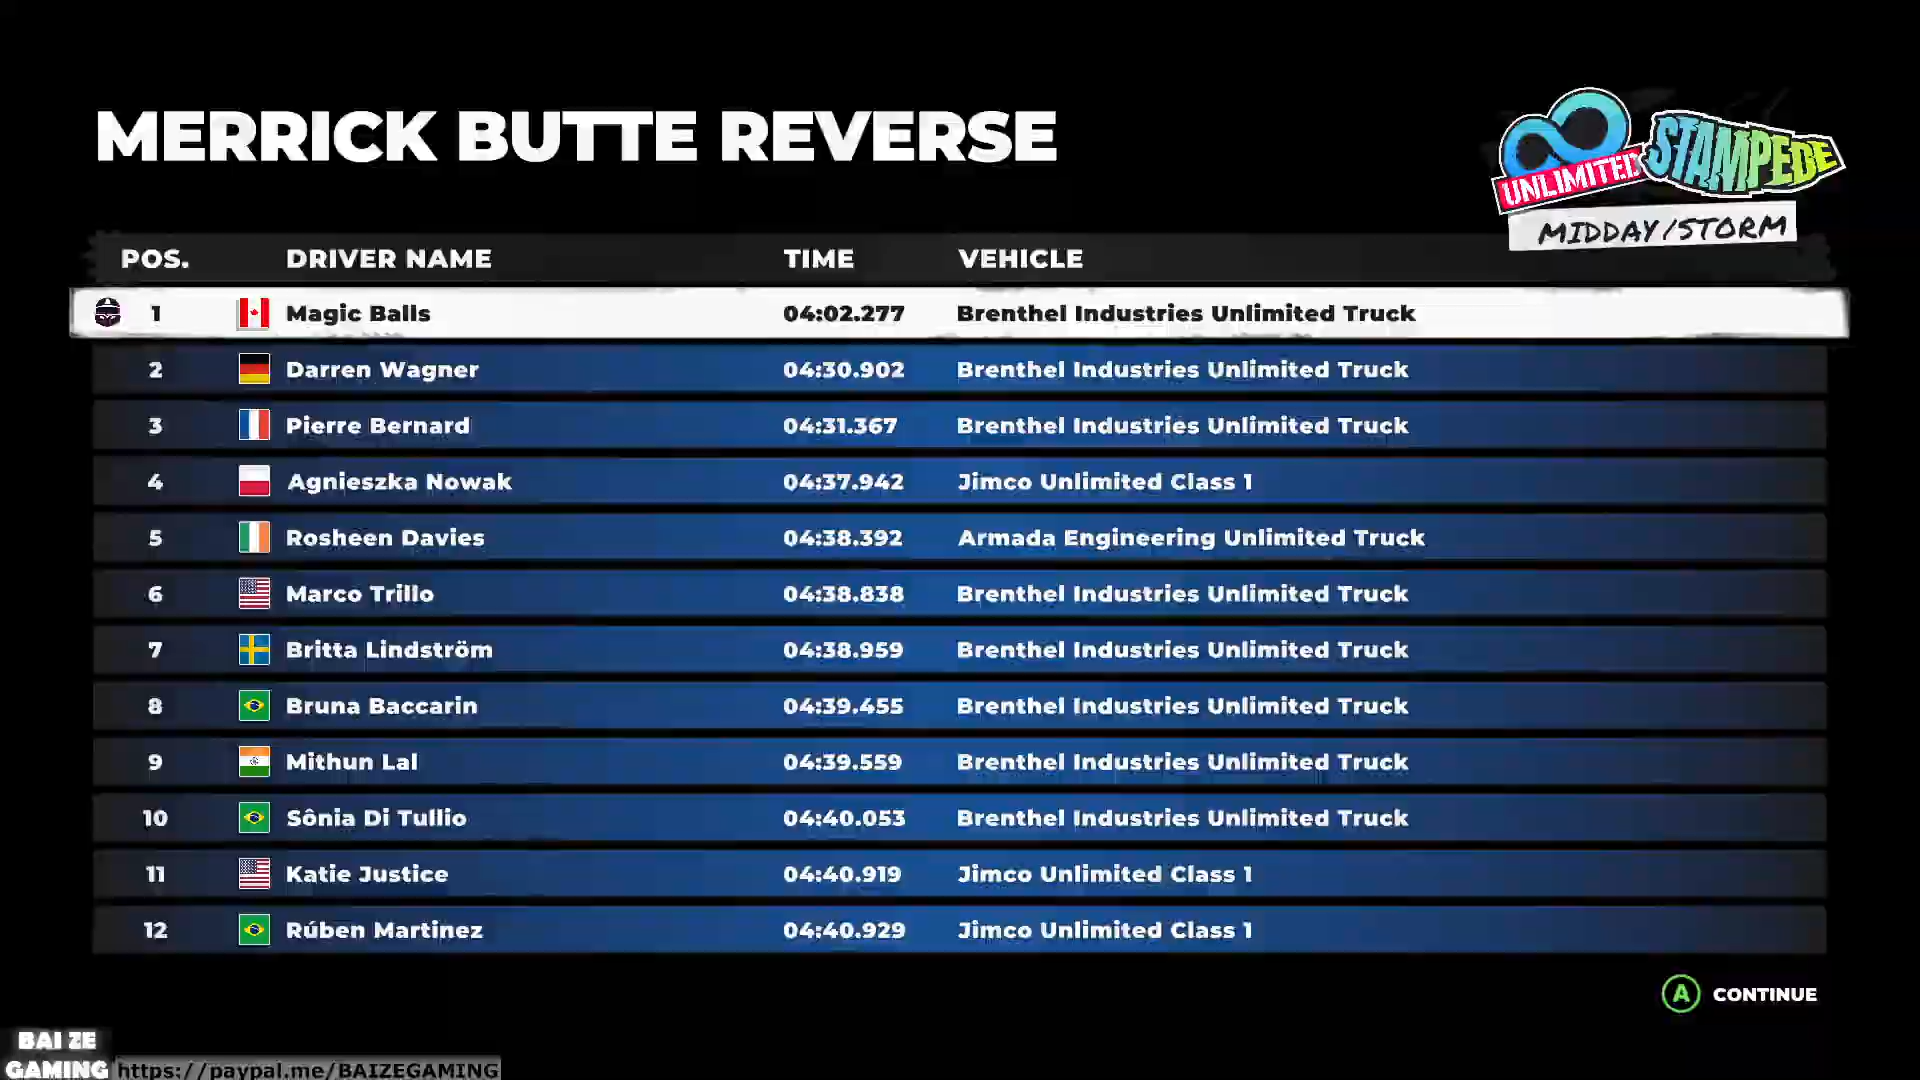 MERRICK BUTTE REVERSE
UNLIMITED STAMPEDE
MIDDAY/STORM
POS. DRIVER NAME TIME VEHICLE
1 Magic Balls 04:02.277 Brenthel Industries Unlimited Truck
2 Darren Wagner 04:30.902 Brenthel Industries Unlimited Truck
3 Pierre Bernard 04:31.367 Brenthel Industries Unlimited Truck
4 Agnieszka Nowak 04:37.942 Jimco Unlimited Class 1
5 Rosheen Davies 04:38.392 Armada Engineering Unlimited Truck
6 Marco Trillo 04:38.838 Brenthel Industries Unlimited Truck
7 Britta Lindström 04:38.959 Brenthel Industries Unlimited Truck
8 Bruna Baccarin 04:39.455 Brenthel Industries Unlimited Truck
9 Mithun Lal 04:39.559 Brenthel Industries Unlimited Truck
10 Sônia Di Tullio 04:40.053 Brenthel Industries Unlimited Truck
11 Katie Justice 04:40.919 Jimco Unlimited Class 1
12 Rúben Martinez 04:40.929 Jimco Unlimited Class 1
A CONTINUE
BAI ZE
GAMING https://paypal.me/BAIZEGAMING